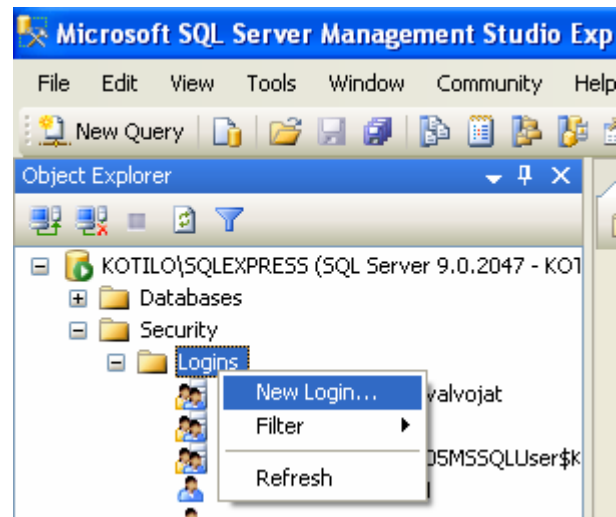 Microsoft SQL Server Management Studio Exp
File Edit View Tools Window Community Help
New Query
Object Explorer
KOTILO\SQLEXPRESS (SQL Server 9.0.2047 - KOT
Databases
Security
Logins
New Login...
valvojat
Filter
05MSSQLUser$K
Refresh